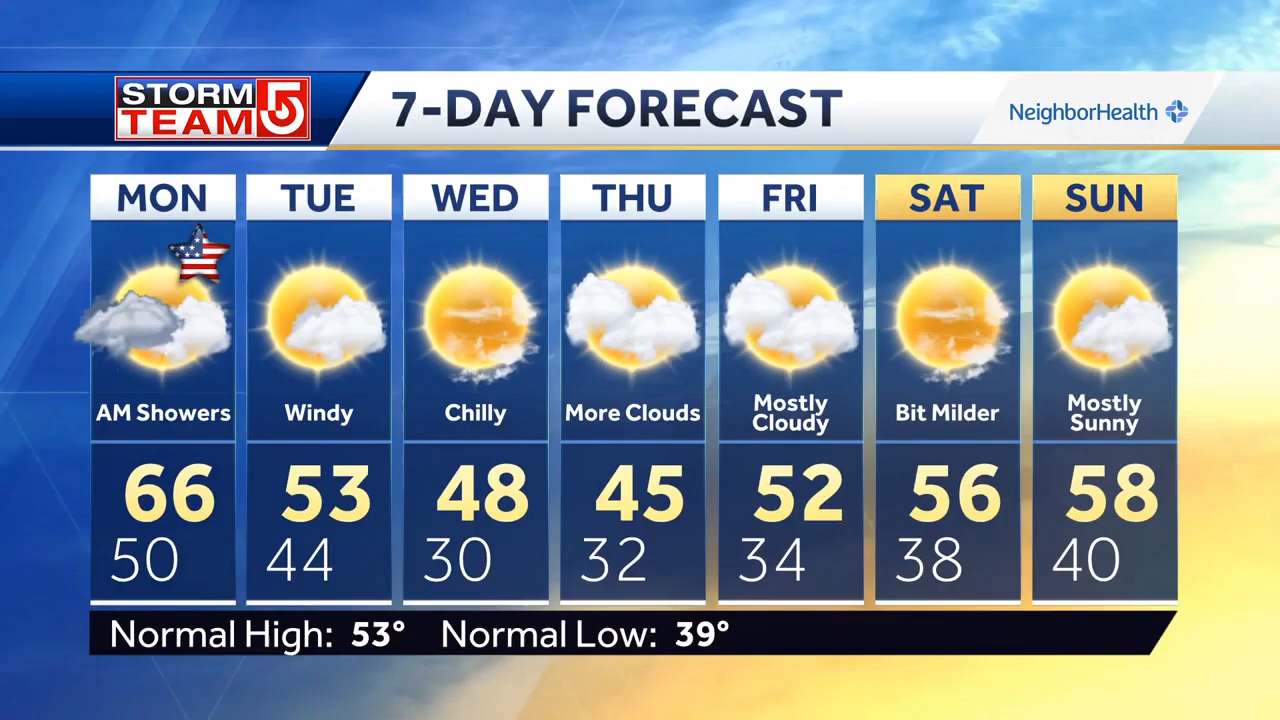 STORM
TEAM 5
7-DAY FORECAST
NeighborHealth
MON TUE WED THU FRI SAT SUN
AM Showers Windy Chilly More Clouds Mostly Cloudy Bit Milder Mostly Sunny
66 53 48 45 52 56 58
50 44 30 32 34 38 40
Normal High: 53° Normal Low: 39°